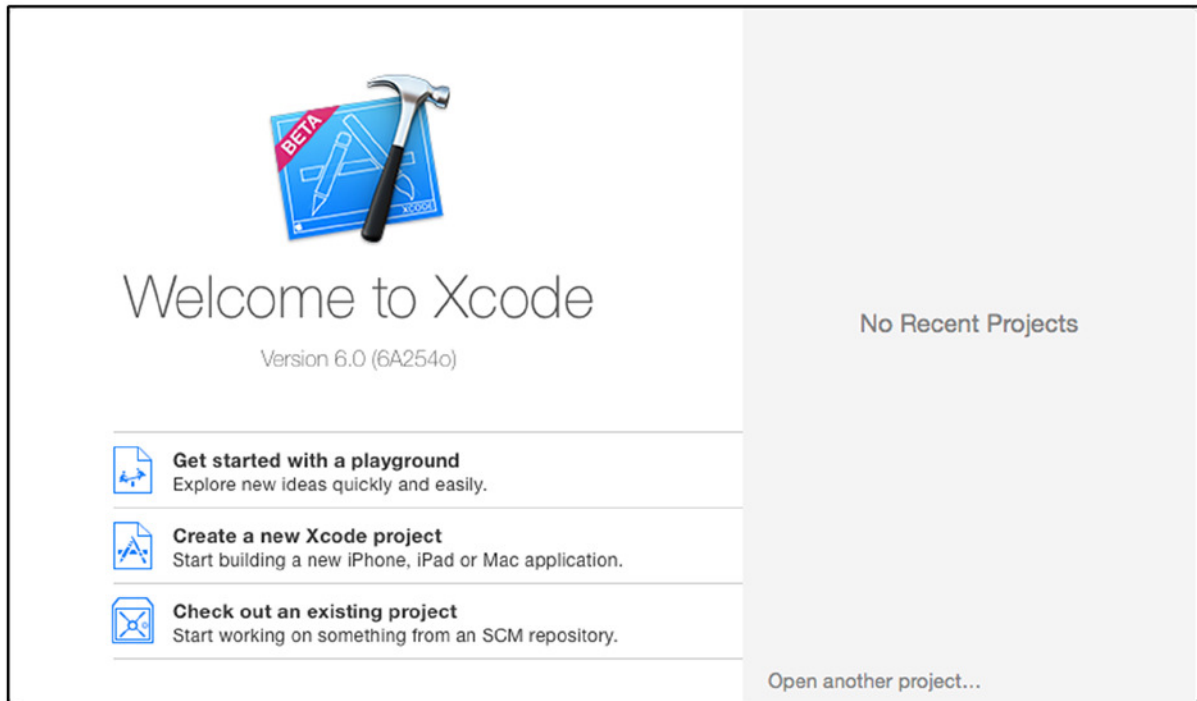 BETA
XCODE
Welcome to Xcode
Version 6.0 (6A254o)
Get started with a playground
Explore new ideas quickly and easily.
Create a new Xcode project
Start building a new iPhone, iPad or Mac application.
Check out an existing project
Start working on something from an SCM repository.
No Recent Projects
Open another project...